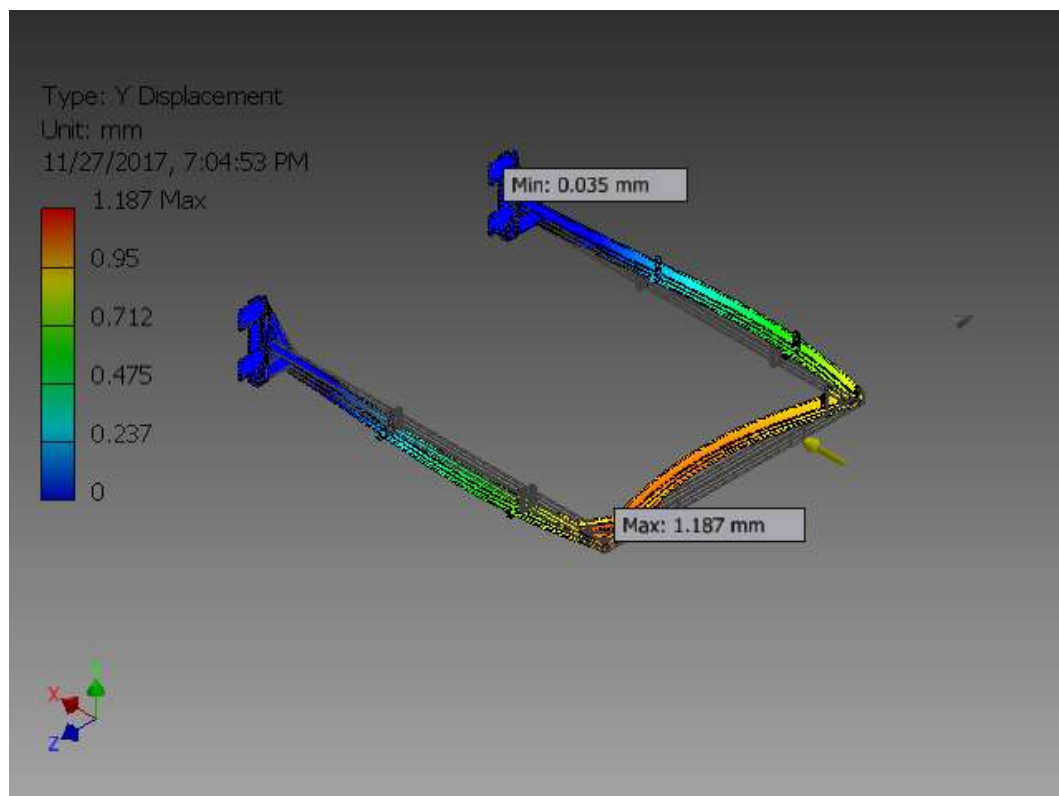 Type: Y Displacement
Unit: mm
11/27/2017, 7:04:53 PM
1.187 Max
0.95
0.712
0.475
0.237
0
Min: 0.035 mm
Max: 1.187 mm
X
Z